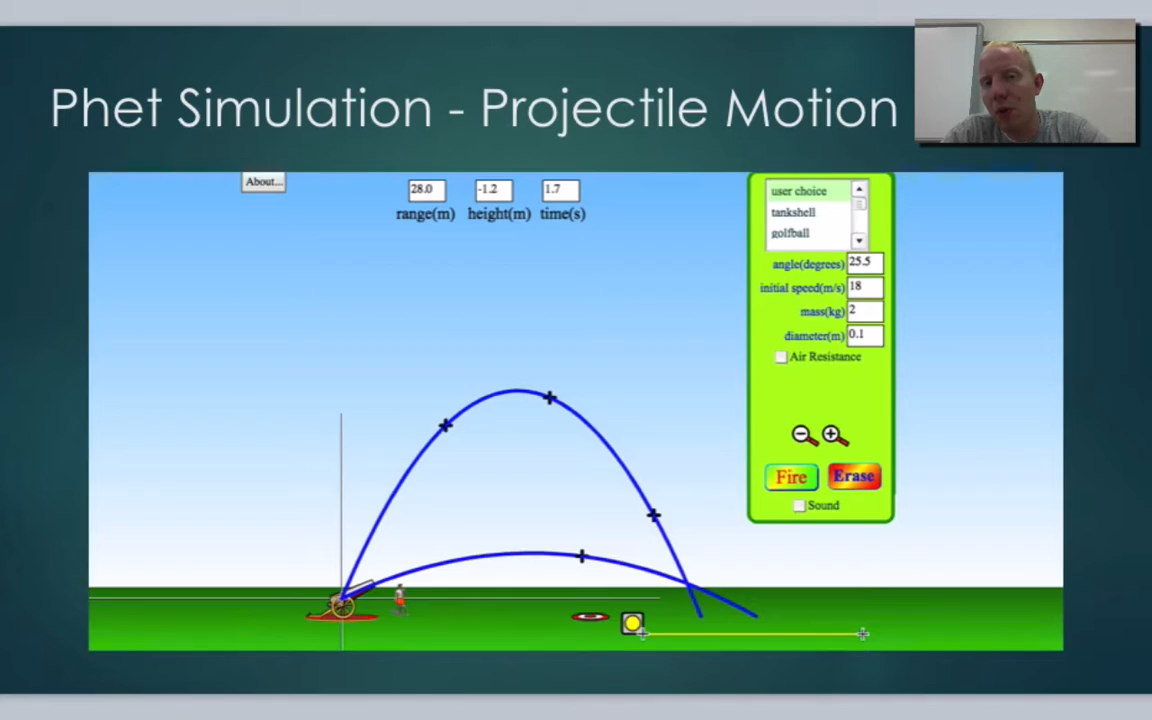 Phet Simulation - Projectile Motion
About...
28.0 -1.2 1.7
range(m) height(m) time(s)
user choice
tankshell
golfball
angle(degrees) 25.5
initial speed(m/s) 18
mass(kg) 2
diameter(m) 0.1
Air Resistance
Fire Erase
Sound